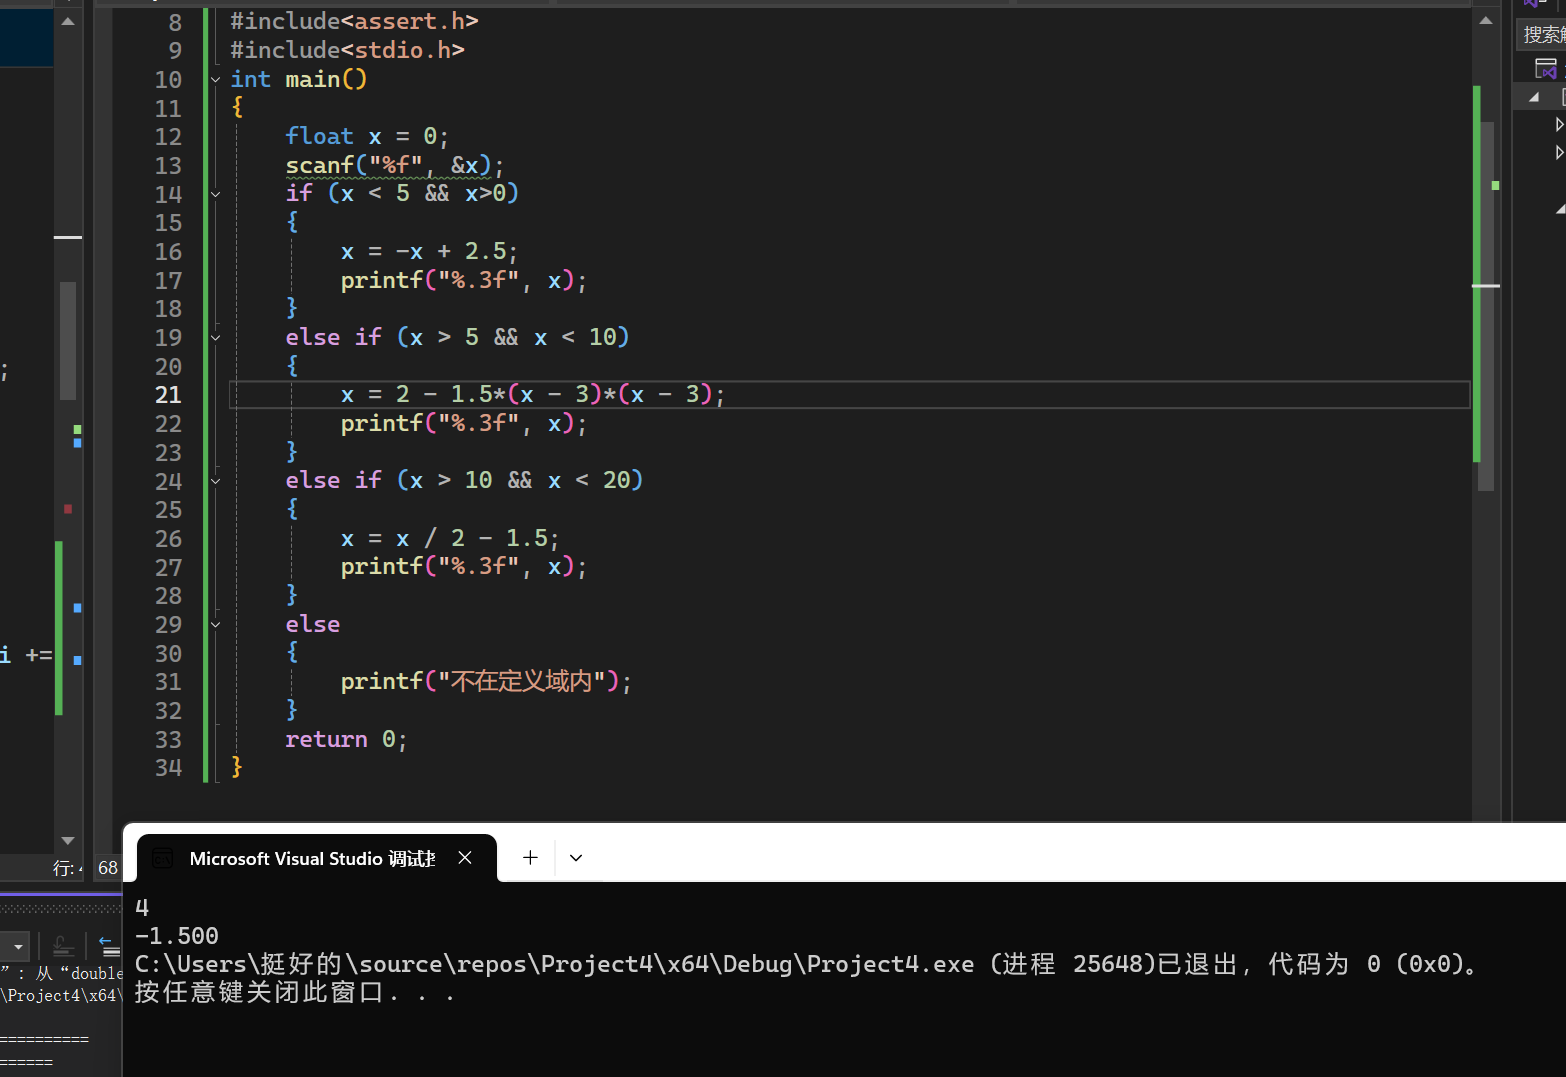 8 #include<assert.h>
9 #include<stdio.h>
10 int main()
11 {
12 float x = 0;
13 scanf("%f", &x);
14 if (x < 5 && x>0)
15 {
16 x = -x + 2.5;
17 printf("%.3f", x);
18 }
19 else if (x > 5 && x < 10)
20 {
21 x = 2 - 1.5*(x - 3)*(x - 3);
22 printf("%.3f", x);
23 }
24 else if (x > 10 && x < 20)
25 {
26 x = x / 2 - 1.5;
27 printf("%.3f", x);
28 }
29 else
30 {
31 printf("不在定义域内");
32 }
33 return 0;
34 }
;
i +=
搜索
行:
68
Microsoft Visual Studio 调试
4
-1.500
C:\Users\挺好的\source\repos\Project4\x64\Debug\Project4.exe (进程 25648)已退出，代码为 0 (0x0)。
按任意键关闭此窗口. . .
”: 从“double
\Project4\x64\
==========
======